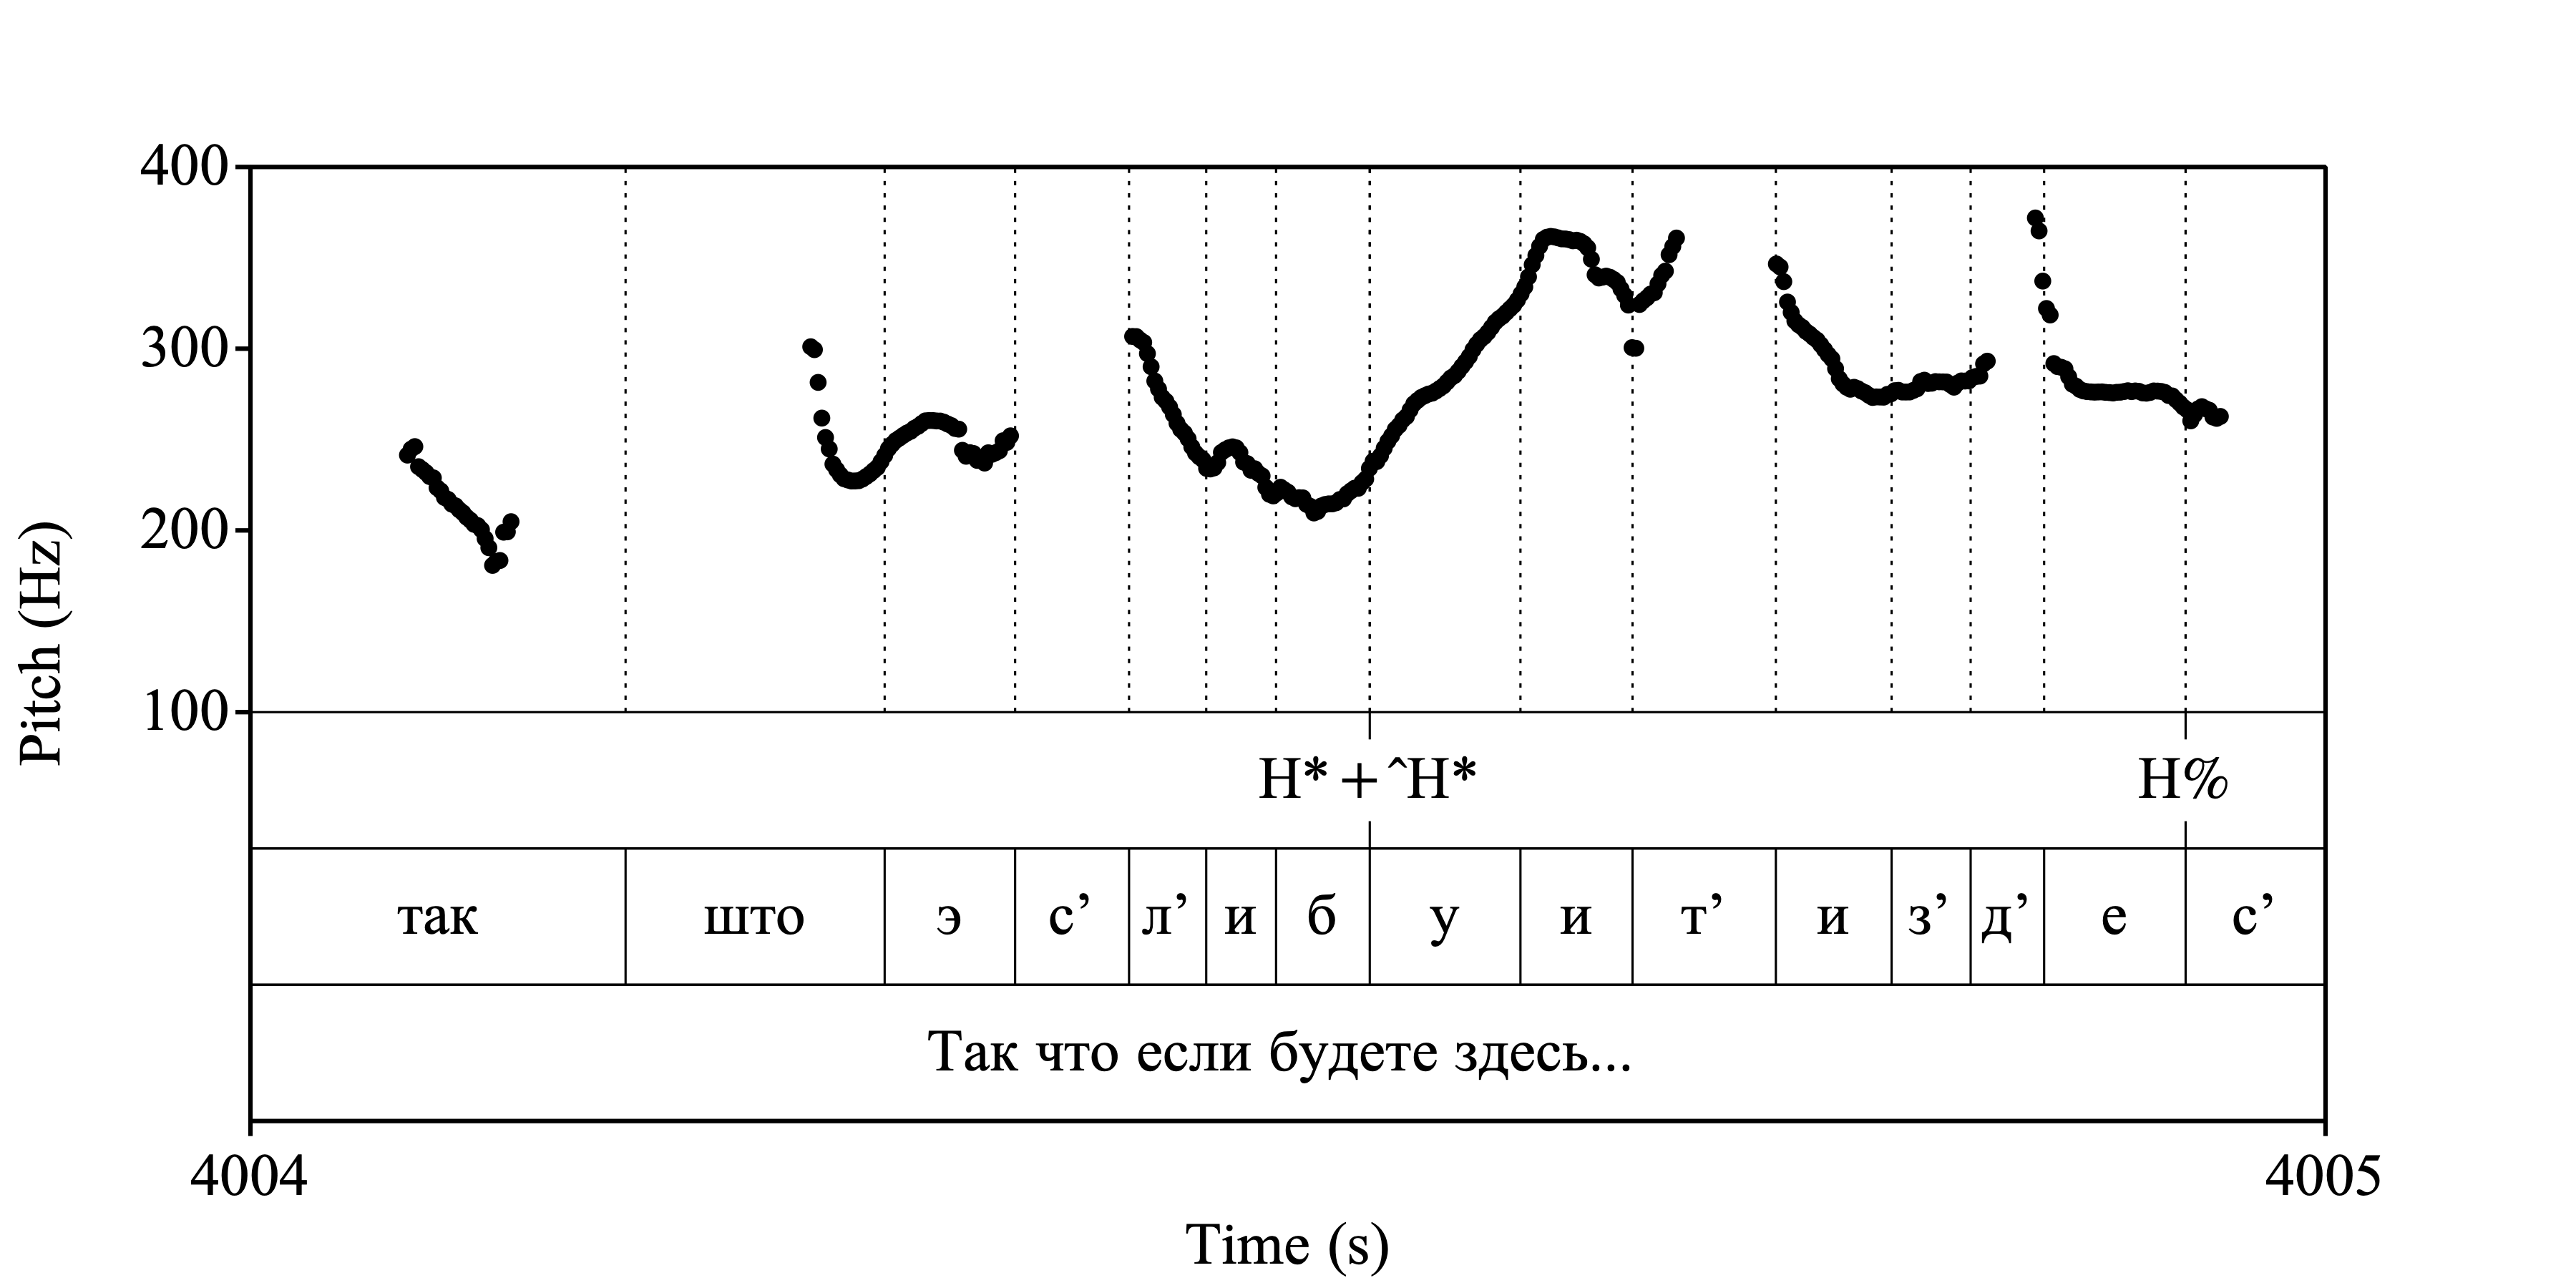 400
300
200
100
Pitch (Hz)
H* + ^H* H%
так што э с’ л’ и б у и т’ и з’ д’ е с’
Так что если будете здесь...
4004 4005
Time (s)